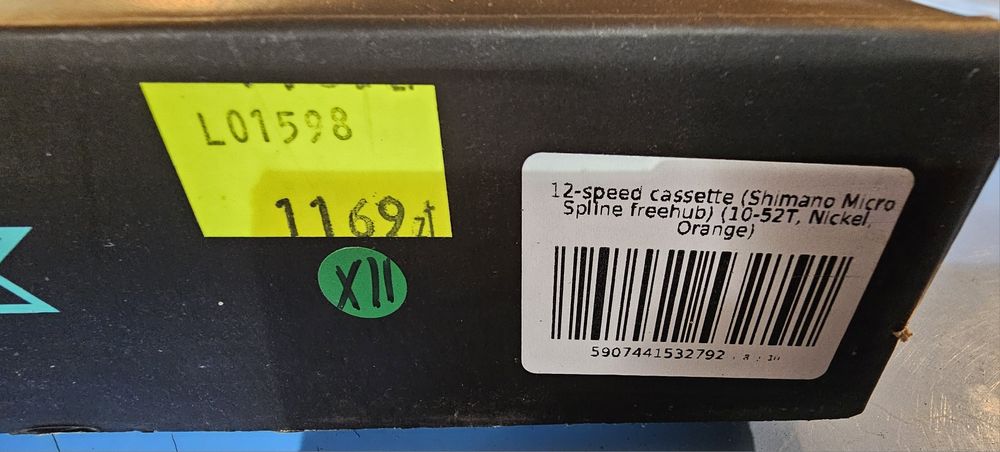 L01598
1169zł
XII
12-speed cassette (Shimano Micro
Spline freehub) (10-52T, Nickel,
Orange)
5907441532792